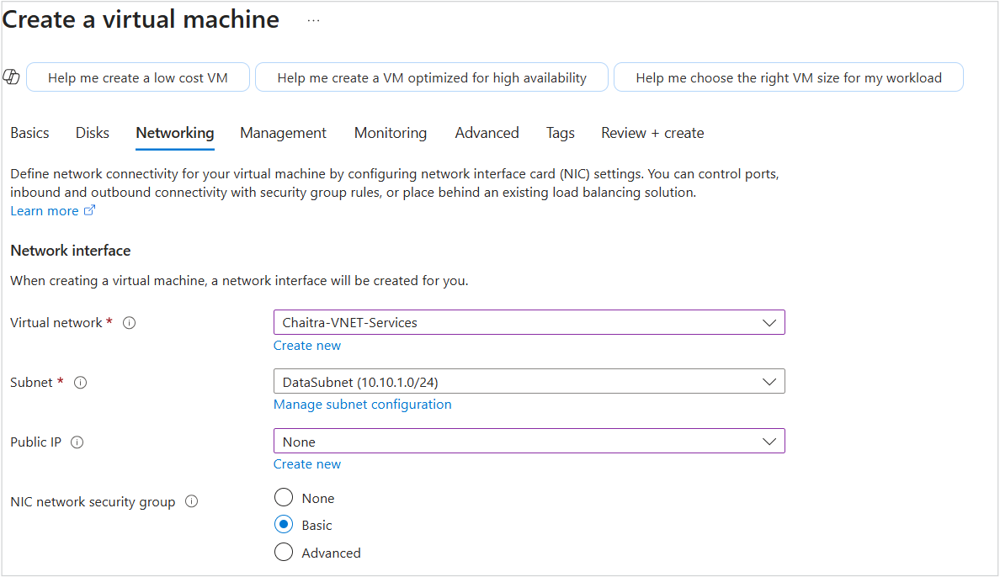 Create a virtual machine ...
Help me create a low cost VM Help me create a VM optimized for high availability Help me choose the right VM size for my workload
Basics Disks Networking Management Monitoring Advanced Tags Review + create
Define network connectivity for your virtual machine by configuring network interface card (NIC) settings. You can control ports,
inbound and outbound connectivity with security group rules, or place behind an existing load balancing solution.
Learn more
Network interface
When creating a virtual machine, a network interface will be created for you.
Virtual network * Chaitra-VNET-Services
Create new
Subnet * DataSubnet (10.10.1.0/24)
Manage subnet configuration
Public IP None
Create new
NIC network security group None
Basic
Advanced